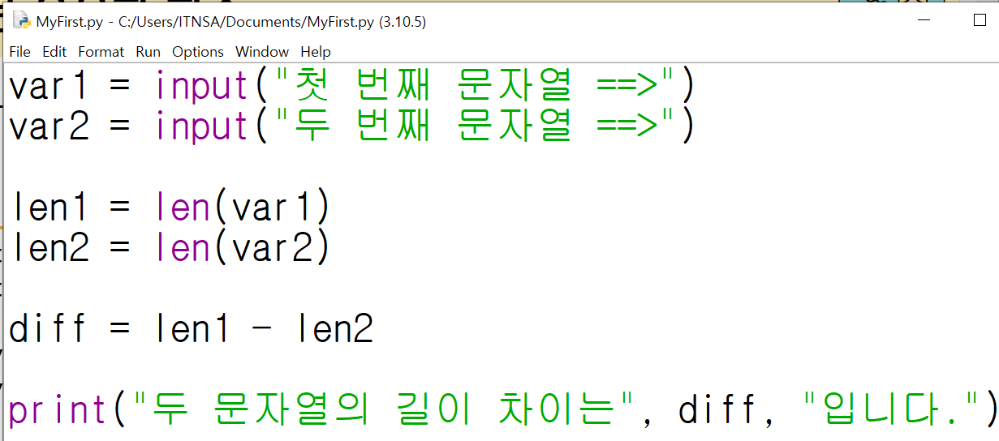 MyFirst.py - C:/Users/ITNSA/Documents/MyFirst.py (3.10.5)
File Edit Format Run Options Window Help
var1 = input("첫 번째 문자열 ==>")
var2 = input("두 번째 문자열 ==>")
len1 = len(var1)
len2 = len(var2)
diff = len1 - len2
print("두 문자열의 길이 차이는", diff, "입니다.")